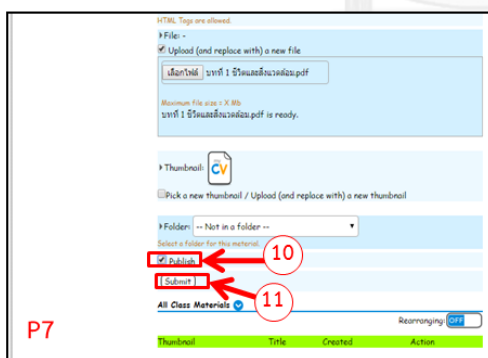 HTML Tags are allowed.
File: -
Upload (and replace with) a new file
เลือกไฟล์ บทที่ 1 ชีวิตและสิ่งแวดล้อม.pdf
Maximum file size = X Mb
บทที่ 1 ชีวิตและสิ่งแวดล้อม.pdf is ready.
Thumbnail: CV
Pick a new thumbnail / Upload (and replace with) a new thumbnail
Folder: -- Not in a folder --
Select a folder for this material.
Publish 10
[Submit] 11
All Class Materials
Rearranging: OFF
P7
Thumbnail Title Created Action